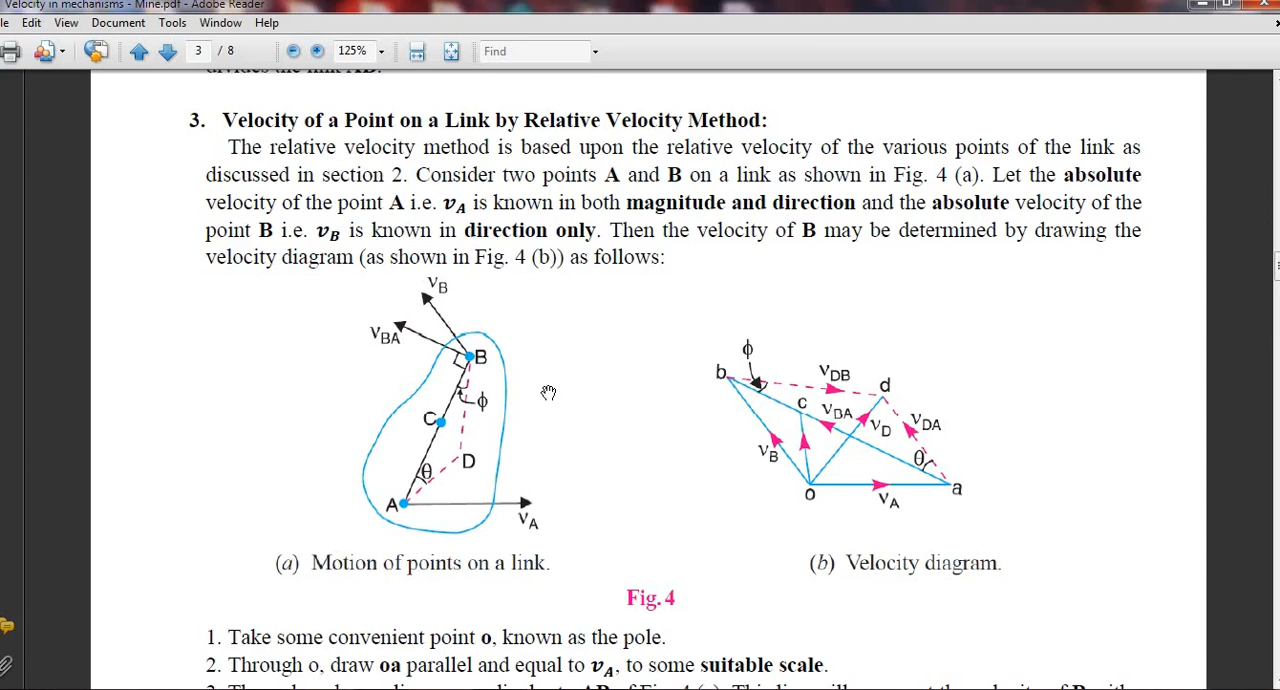 Velocity in mechanisms - Mine.pdf - Adobe Reader
Edit View Document Tools Window Help
3 / 8 125% Find
3. Velocity of a Point on a Link by Relative Velocity Method:
The relative velocity method is based upon the relative velocity of the various points of the link as
discussed in section 2. Consider two points A and B on a link as shown in Fig. 4 (a). Let the absolute
velocity of the point A i.e. vA is known in both magnitude and direction and the absolute velocity of the
point B i.e. vB is known in direction only. Then the velocity of B may be determined by drawing the
velocity diagram (as shown in Fig. 4 (b)) as follows:
vB
vBA
B
ϕ
C
D
θ
A
vA
ϕ
b
vDB
d
c
vBA
vD
vDA
vB
θ
o
vA
a
(a) Motion of points on a link.
(b) Velocity diagram.
Fig. 4
1. Take some convenient point o, known as the pole.
2. Through o, draw oa parallel and equal to vA, to some suitable scale.